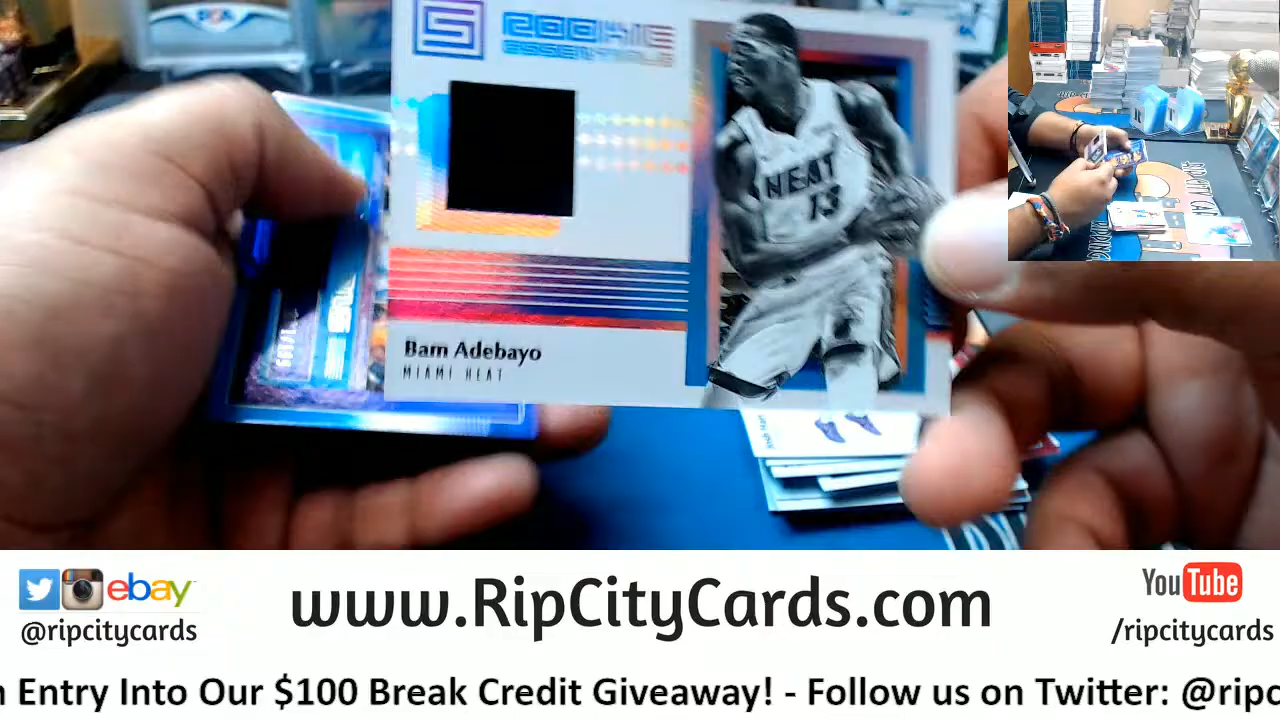 ROOKIE
ESSENTIALS
HEAT
13
Bam Adebayo
MIAMI HEAT
ebay
@ripcitycards
www.RipCityCards.com
YouTube
/ripcitycards
Entry Into Our $100 Break Credit Giveaway! - Follow us on Twitter: